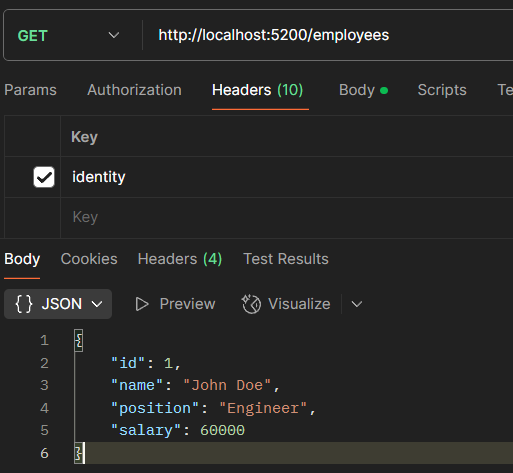 GET http://localhost:5200/employees
Params Authorization Headers (10) Body Scripts Te
Key
identity
Key
Body Cookies Headers (4) Test Results
{} JSON Preview Visualize
1 {
2 "id": 1,
3 "name": "John Doe",
4 "position": "Engineer",
5 "salary": 60000
6 }